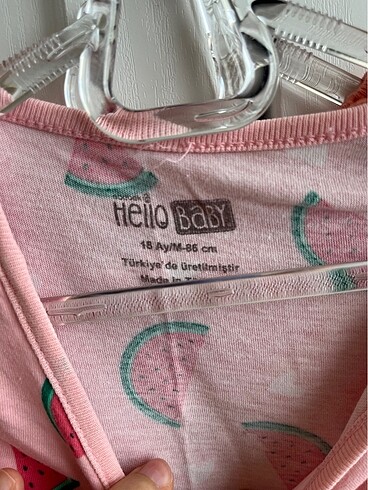 Hello BABY
18 Ay/M-86 cm
Türkiye'de üretilmiştir
Made in